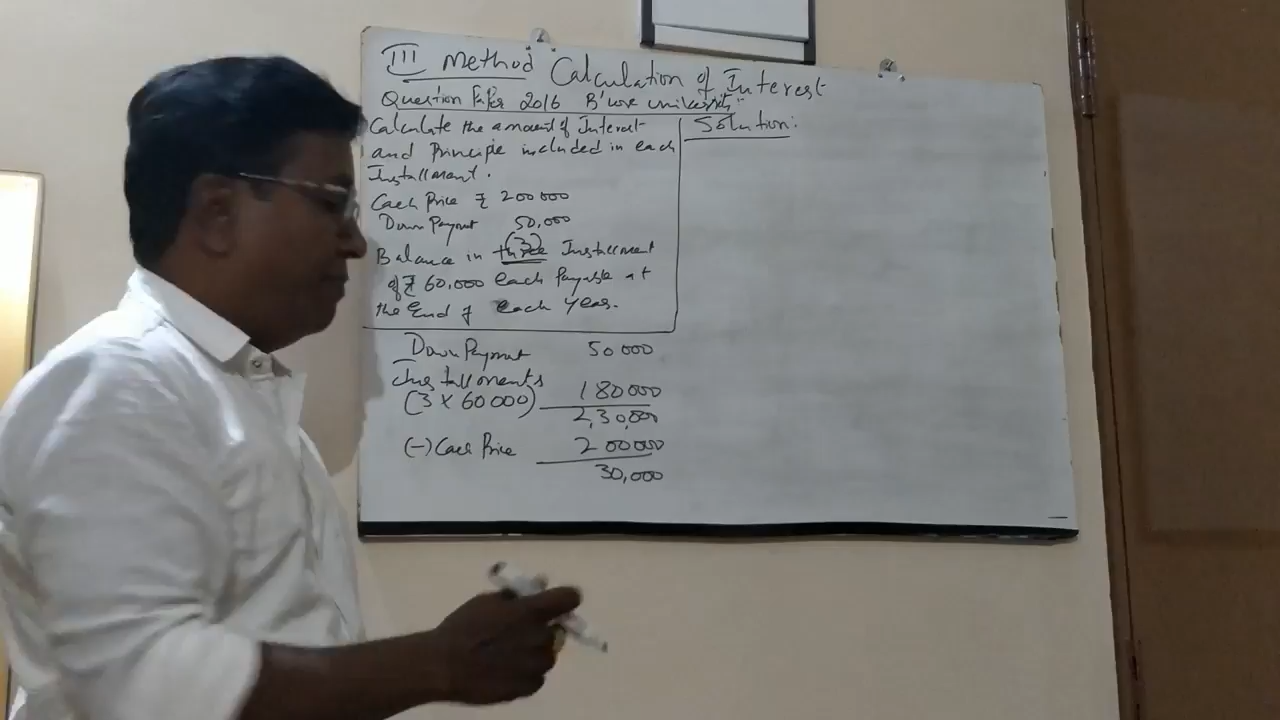 III Method Calculation of Interest
Question Paper 2016 B'lore university:-
Calculate the amount of Interest
and Principle included in each
Installment.
Cash Price ₹ 200000
Down Payment 50,000
Balance in three (3) Installment
of ₹ 60,000 each Payable at
the End of each Year.
Solution:
Down Payment 50000
Installments
(3 X 60000) 180000
2,30,000
(-) Cash Price 200000
30,000